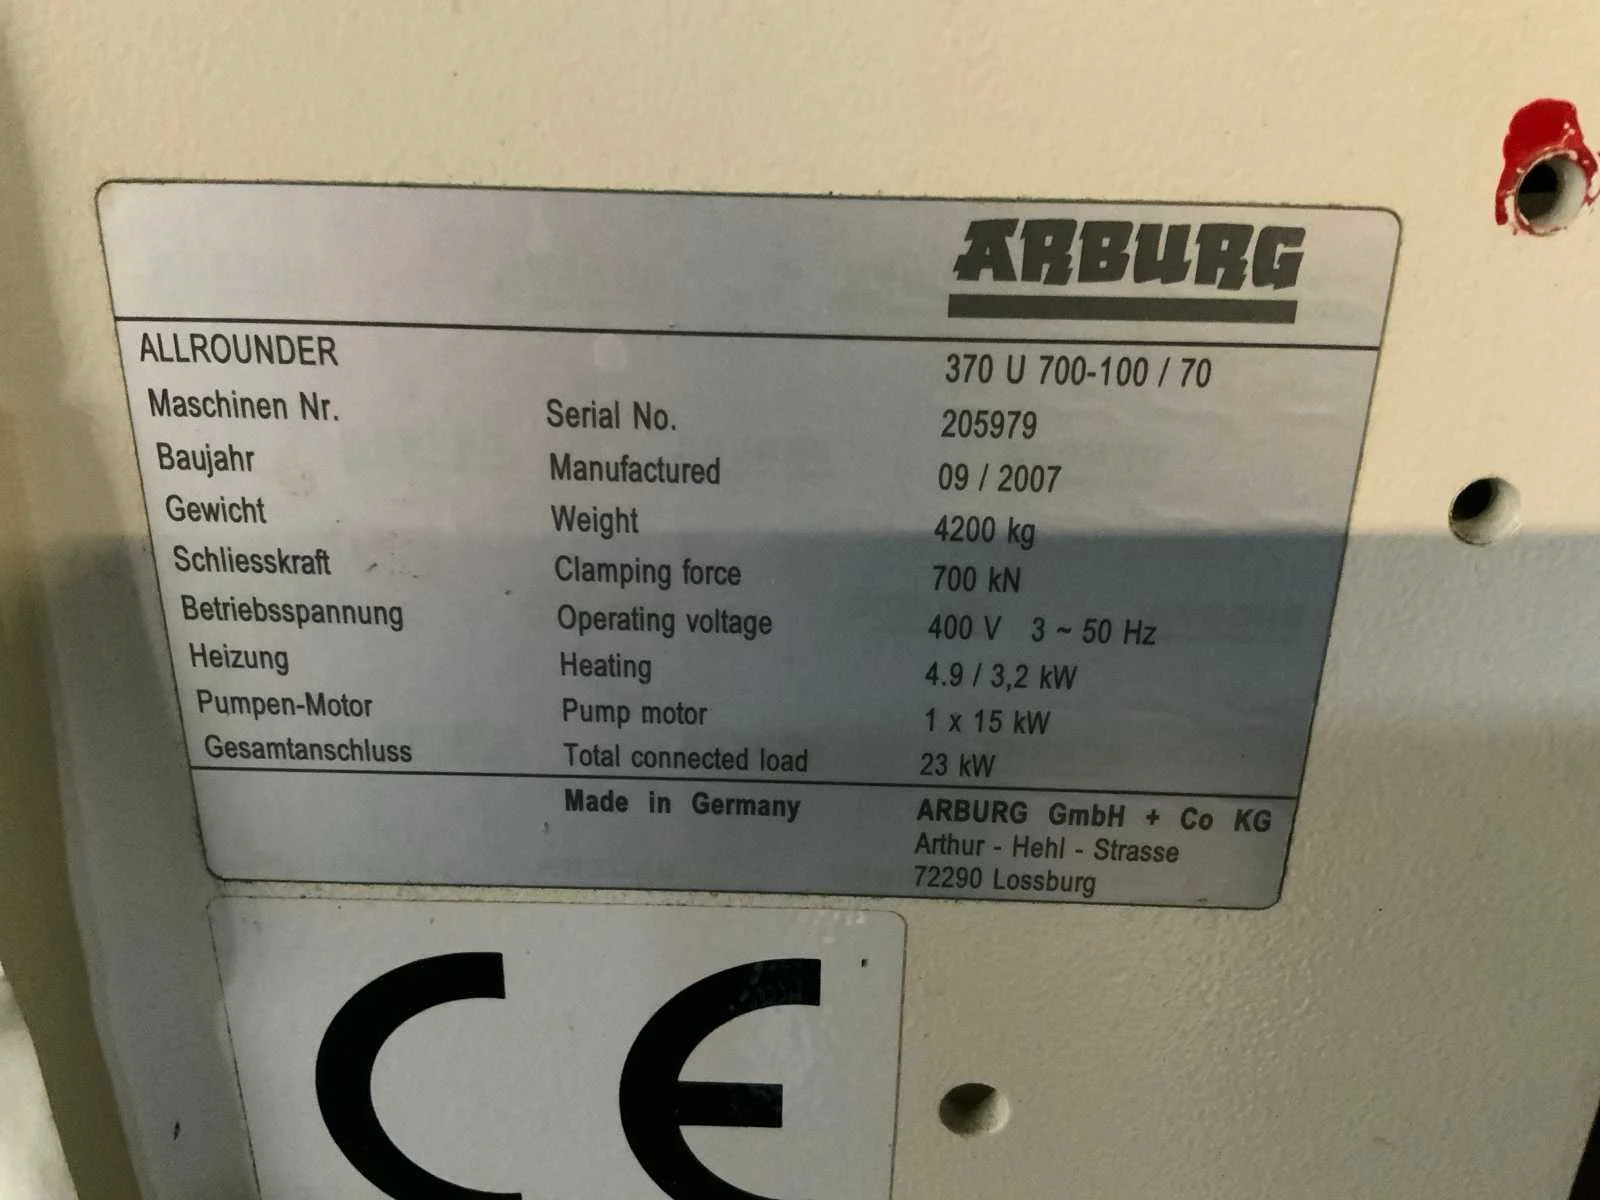 ARBURG
ALLROUNDER 370 U 700-100 / 70
Maschinen Nr. Serial No. 205979
Baujahr Manufactured 09 / 2007
Gewicht Weight 4200 kg
Schliesskraft Clamping force 700 kN
Betriebsspannung Operating voltage 400 V 3 ~ 50 Hz
Heizung Heating 4.9 / 3,2 kW
Pumpen-Motor Pump motor 1 x 15 kW
Gesamtanschluss Total connected load 23 kW
Made in Germany ARBURG GmbH + Co KG
Arthur - Hehl - Strasse
72290 Lossburg
CE